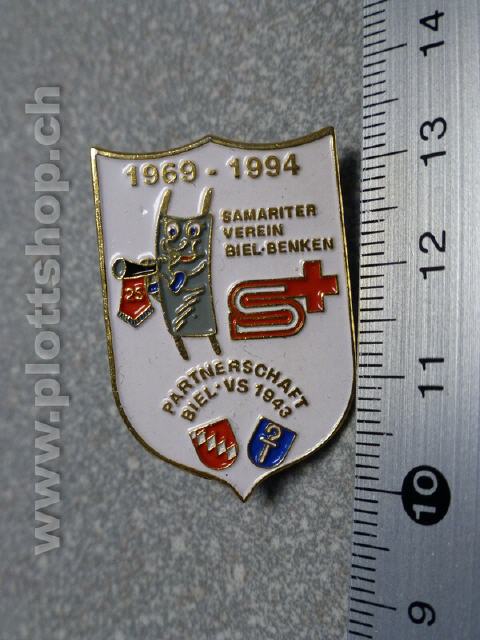 1969 - 1994
SAMARITER
VEREIN
BIEL-BENKEN
25
PARTNERSCHAFT
BIEL-VS 1943
14
13
12
11
10
9
www.plottshop.ch